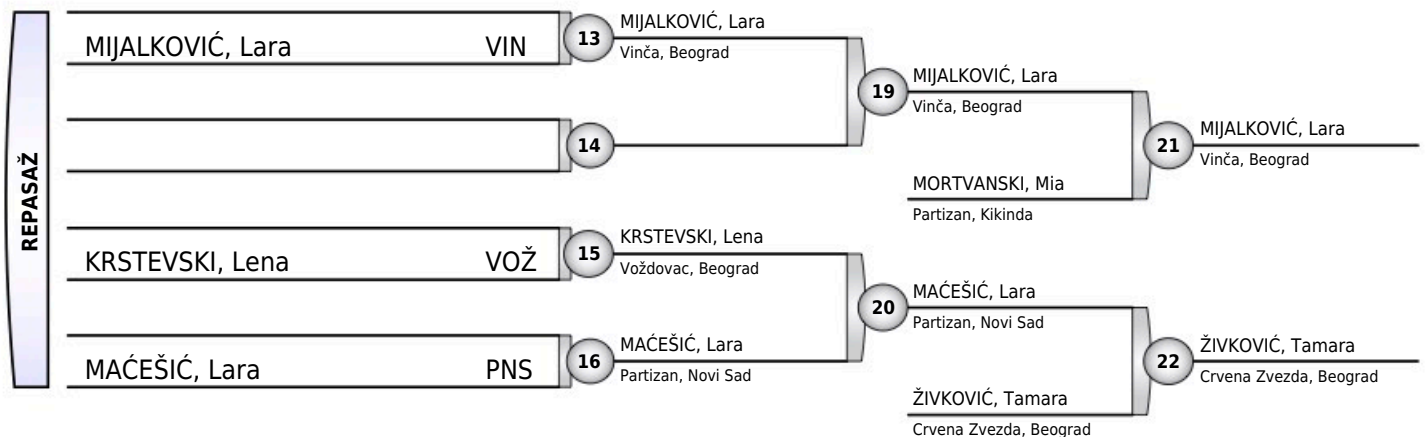 REPASAŽ
MIJALKOVIĆ, Lara VIN
13
MIJALKOVIĆ, Lara
Vinča, Beograd
14
19
MIJALKOVIĆ, Lara
Vinča, Beograd
MORTVANSKI, Mia
Partizan, Kikinda
21
MIJALKOVIĆ, Lara
Vinča, Beograd
KRSTEVSKI, Lena VOŽ
15
KRSTEVSKI, Lena
Voždovac, Beograd
MAĆEŠIĆ, Lara PNS
16
MAĆEŠIĆ, Lara
Partizan, Novi Sad
20
MAĆEŠIĆ, Lara
Partizan, Novi Sad
ŽIVKOVIĆ, Tamara
Crvena Zvezda, Beograd
22
ŽIVKOVIĆ, Tamara
Crvena Zvezda, Beograd